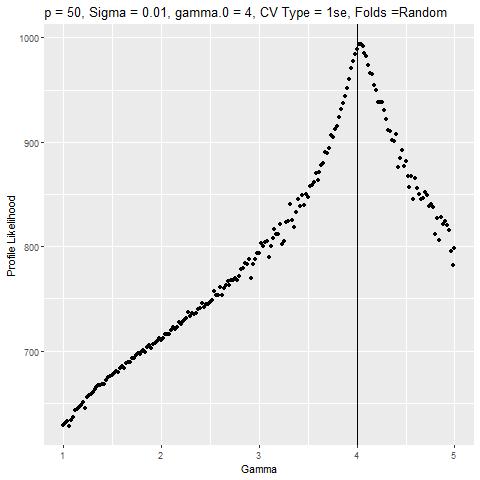 p = 50, Sigma = 0.01, gamma.0 = 4, CV Type = 1se, Folds =Random
1000
900
800
700
Profile Likelihood
1 2 3 4 5
Gamma